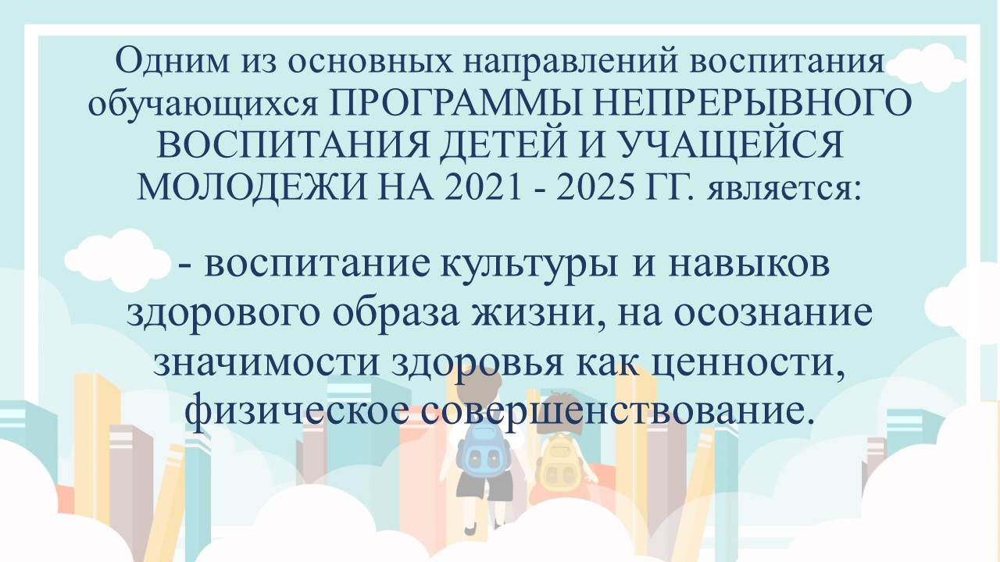 Одним из основных направлений воспитания
обучающихся ПРОГРАММЫ НЕПРЕРЫВНОГО
ВОСПИТАНИЯ ДЕТЕЙ И УЧАЩЕЙСЯ
МОЛОДЕЖИ НА 2021 - 2025 ГГ. является:
- воспитание культуры и навыков
здорового образа жизни, на осознание
значимости здоровья как ценности,
физическое совершенствование.